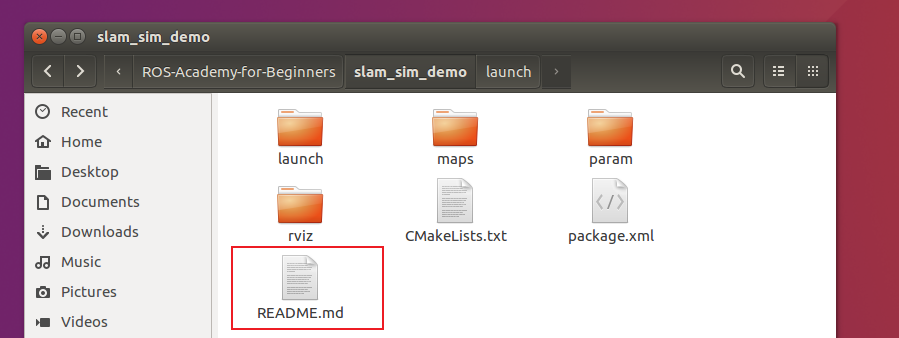 slam_sim_demo
ROS-Academy-for-Beginners slam_sim_demo launch
Recent
Home
Desktop
Documents
Downloads
Music
Pictures
Videos
launch maps param
rviz CMakeLists.txt package.xml
README.md